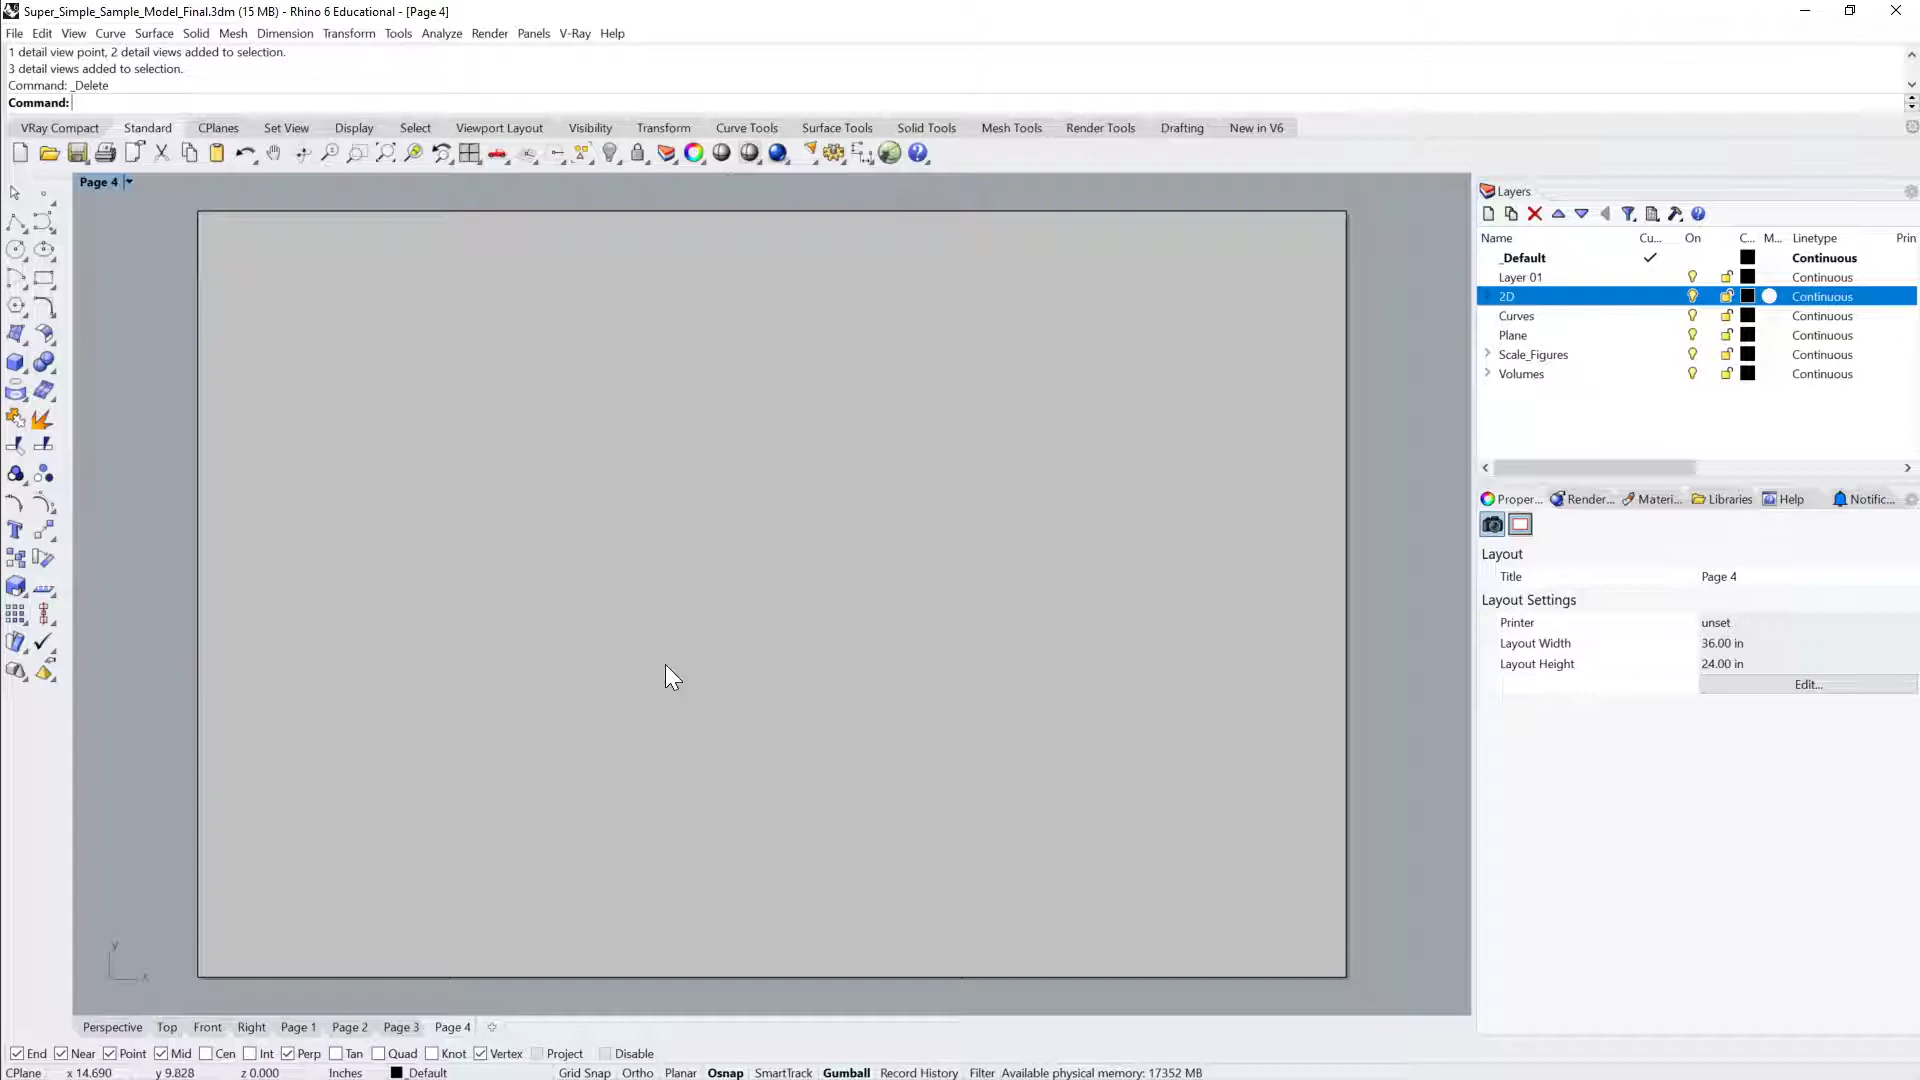 Super_Simple_Sample_Model_Final.3dm (15 MB) - Rhino 6 Educational - [Page 4]
File Edit View Curve Surface Solid Mesh Dimension Transform Tools Analyze Render Panels V-Ray Help
1 detail view point, 2 detail views added to selection.
3 detail views added to selection.
Command: _Delete
Command:
VRay Compact Standard CPlanes Set View Display Select Viewport Layout Visibility Transform Curve Tools Surface Tools Solid Tools Mesh Tools Render Tools Drafting New in V6
Page 4
Layers
Name Cu... On C... M... Linetype Prin
_Default Continuous
Layer 01 Continuous
2D Continuous
Curves Continuous
Plane Continuous
Scale_Figures Continuous
Volumes Continuous
Proper... Render... Materi... Libraries Help Notific...
Layout
Title Page 4
Layout Settings
Printer unset
Layout Width 36.00 in
Layout Height 24.00 in
Edit...
y
x
Perspective Top Front Right Page 1 Page 2 Page 3 Page 4
End Near Point Mid Cen Int Perp Tan Quad Knot Vertex Project Disable
CPlane x 14.690 y 9.828 z 0.000 Inches _Default Grid Snap Ortho Planar Osnap SmartTrack Gumball Record History Filter Available physical memory: 17352 MB